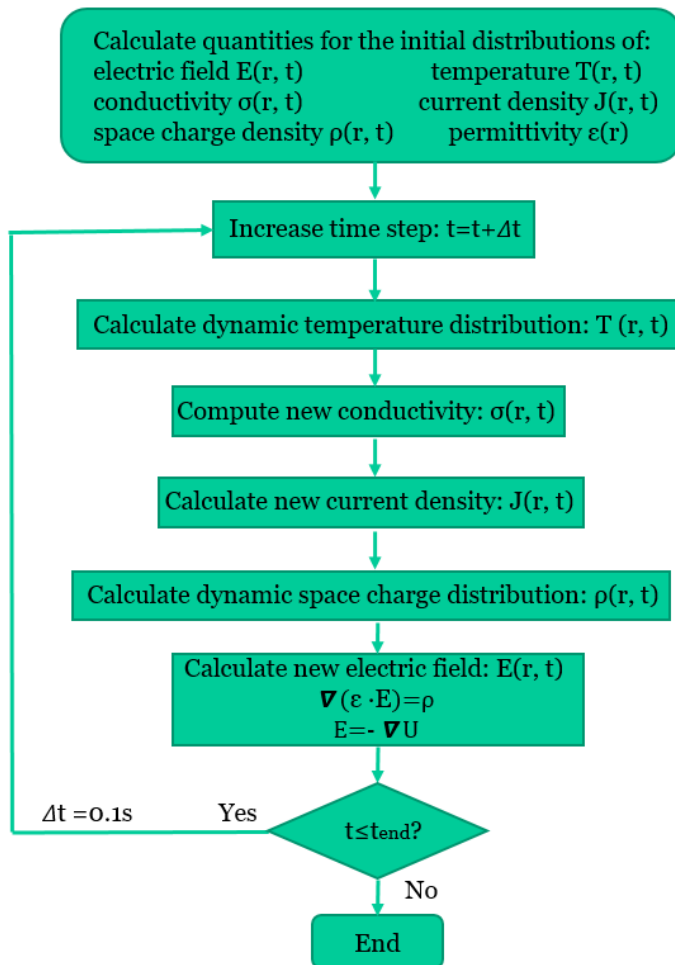 Calculate quantities for the initial distributions of:
electric field E(r, t) temperature T(r, t)
conductivity σ(r, t) current density J(r, t)
space charge density ρ(r, t) permittivity ε(r)
Increase time step: t=t+Δt
Calculate dynamic temperature distribution: T (r, t)
Compute new conductivity: σ(r, t)
Calculate new current density: J(r, t)
Calculate dynamic space charge distribution: ρ(r, t)
Calculate new electric field: E(r, t)
∇(ε ·E)=ρ
E=- ∇U
Δt =0.1s Yes
t≤tend?
No
End